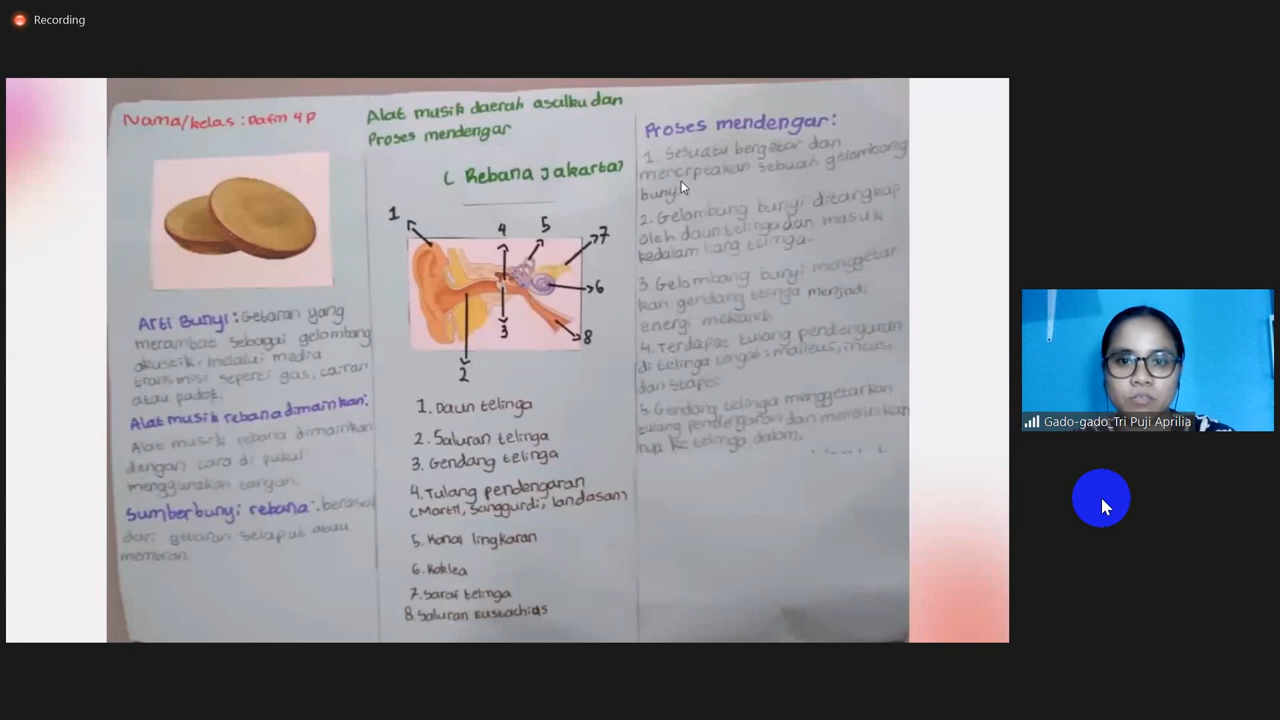 Recording
Nama/kelas : Dafm 4P
Arti Bunyi : Getaran yang
merambat sebagai gelombang
akustik. melalui media
transmisi seperti gas, cairan
atau padat.
Alat musik rebana dimainkan:
Alat musik rebana dimainkan
dengan cara di pukul
menggunakan tangan.
Sumber bunyi rebana : berasal
dari getaran selaput atau
membran.
Alat musik daerah asalku dan
Proses mendengar
( Rebana Jakarta)
1
4
5
7
6
3
8
2
1. Daun telinga
2. Saluran telinga
3. Gendang telinga
4. Tulang pendengaran
(Martil, Sanggurdi, landasan)
5. Kanal lingkaran
6. Koklea
7. Saraf telinga
8. Saluran Eustachius
Proses mendengar:
1. Sesuatu bergetar dan
menciptakan sebuah gelombang
bunyi
2. Gelombang bunyi ditangkap
oleh daun telinga dan masuk
kedalam liang telinga.
3. Gelombang bunyi menggetar
kan gendang telinga menjadi
energi mekanik.
4. Terdapat tulang pendengaran
di telinga tengah : malleus, incus,
dan Stapes
5. Gendang telinga menggetarkan
tulang pendengaran dan meneruskan
nya ke telinga dalam.
Gado-gado_Tri Puji Aprilia